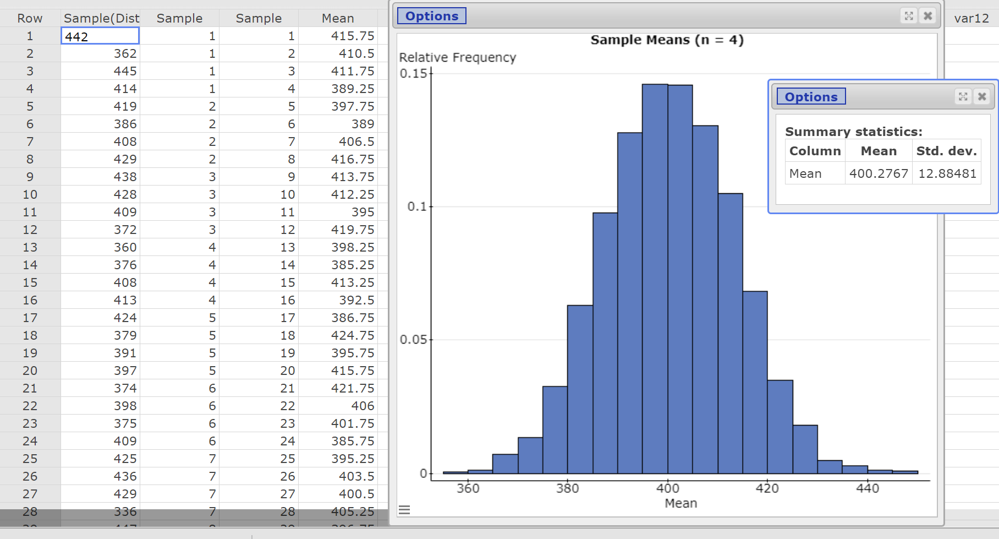 Row Sample(Dist Sample Sample Mean
1 442 1 1 415.75
2 362 1 2 410.5
3 445 1 3 411.75
4 414 1 4 389.25
5 419 2 5 397.75
6 386 2 6 389
7 408 2 7 406.5
8 429 2 8 416.75
9 438 3 9 413.75
10 428 3 10 412.25
11 409 3 11 395
12 372 3 12 419.75
13 360 4 13 398.25
14 376 4 14 385.25
15 408 4 15 413.25
16 413 4 16 392.5
17 424 5 17 386.75
18 379 5 18 424.75
19 391 5 19 395.75
20 397 5 20 415.75
21 374 6 21 421.75
22 398 6 22 406
23 375 6 23 401.75
24 409 6 24 385.75
25 425 7 25 395.25
26 436 7 26 403.5
27 429 7 27 400.5
28 336 7 28 405.25
Options
Sample Means (n = 4)
Relative Frequency
0.15
0.1
0.05
0
360 380 400 420 440
Mean
var12
Options
Summary statistics:
Column Mean Std. dev.
Mean 400.2767 12.88481